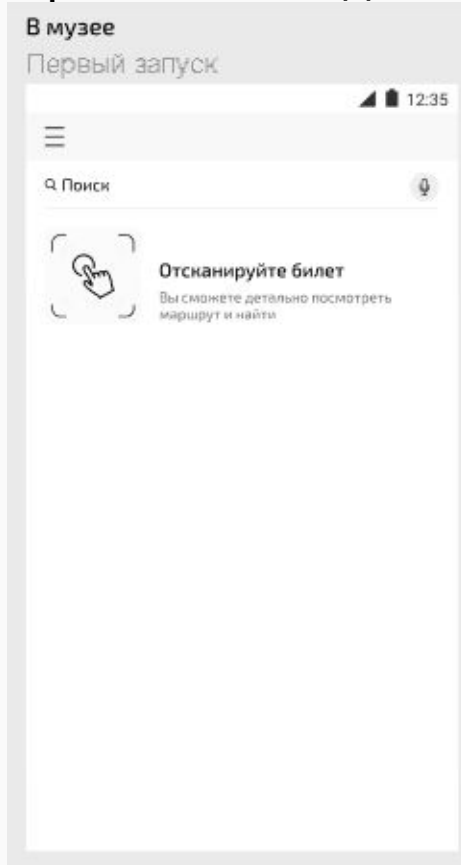 В музее
Первый запуск
12:35
Поиск
Отсканируйте билет
Вы сможете детально посмотреть
маршрут и найти